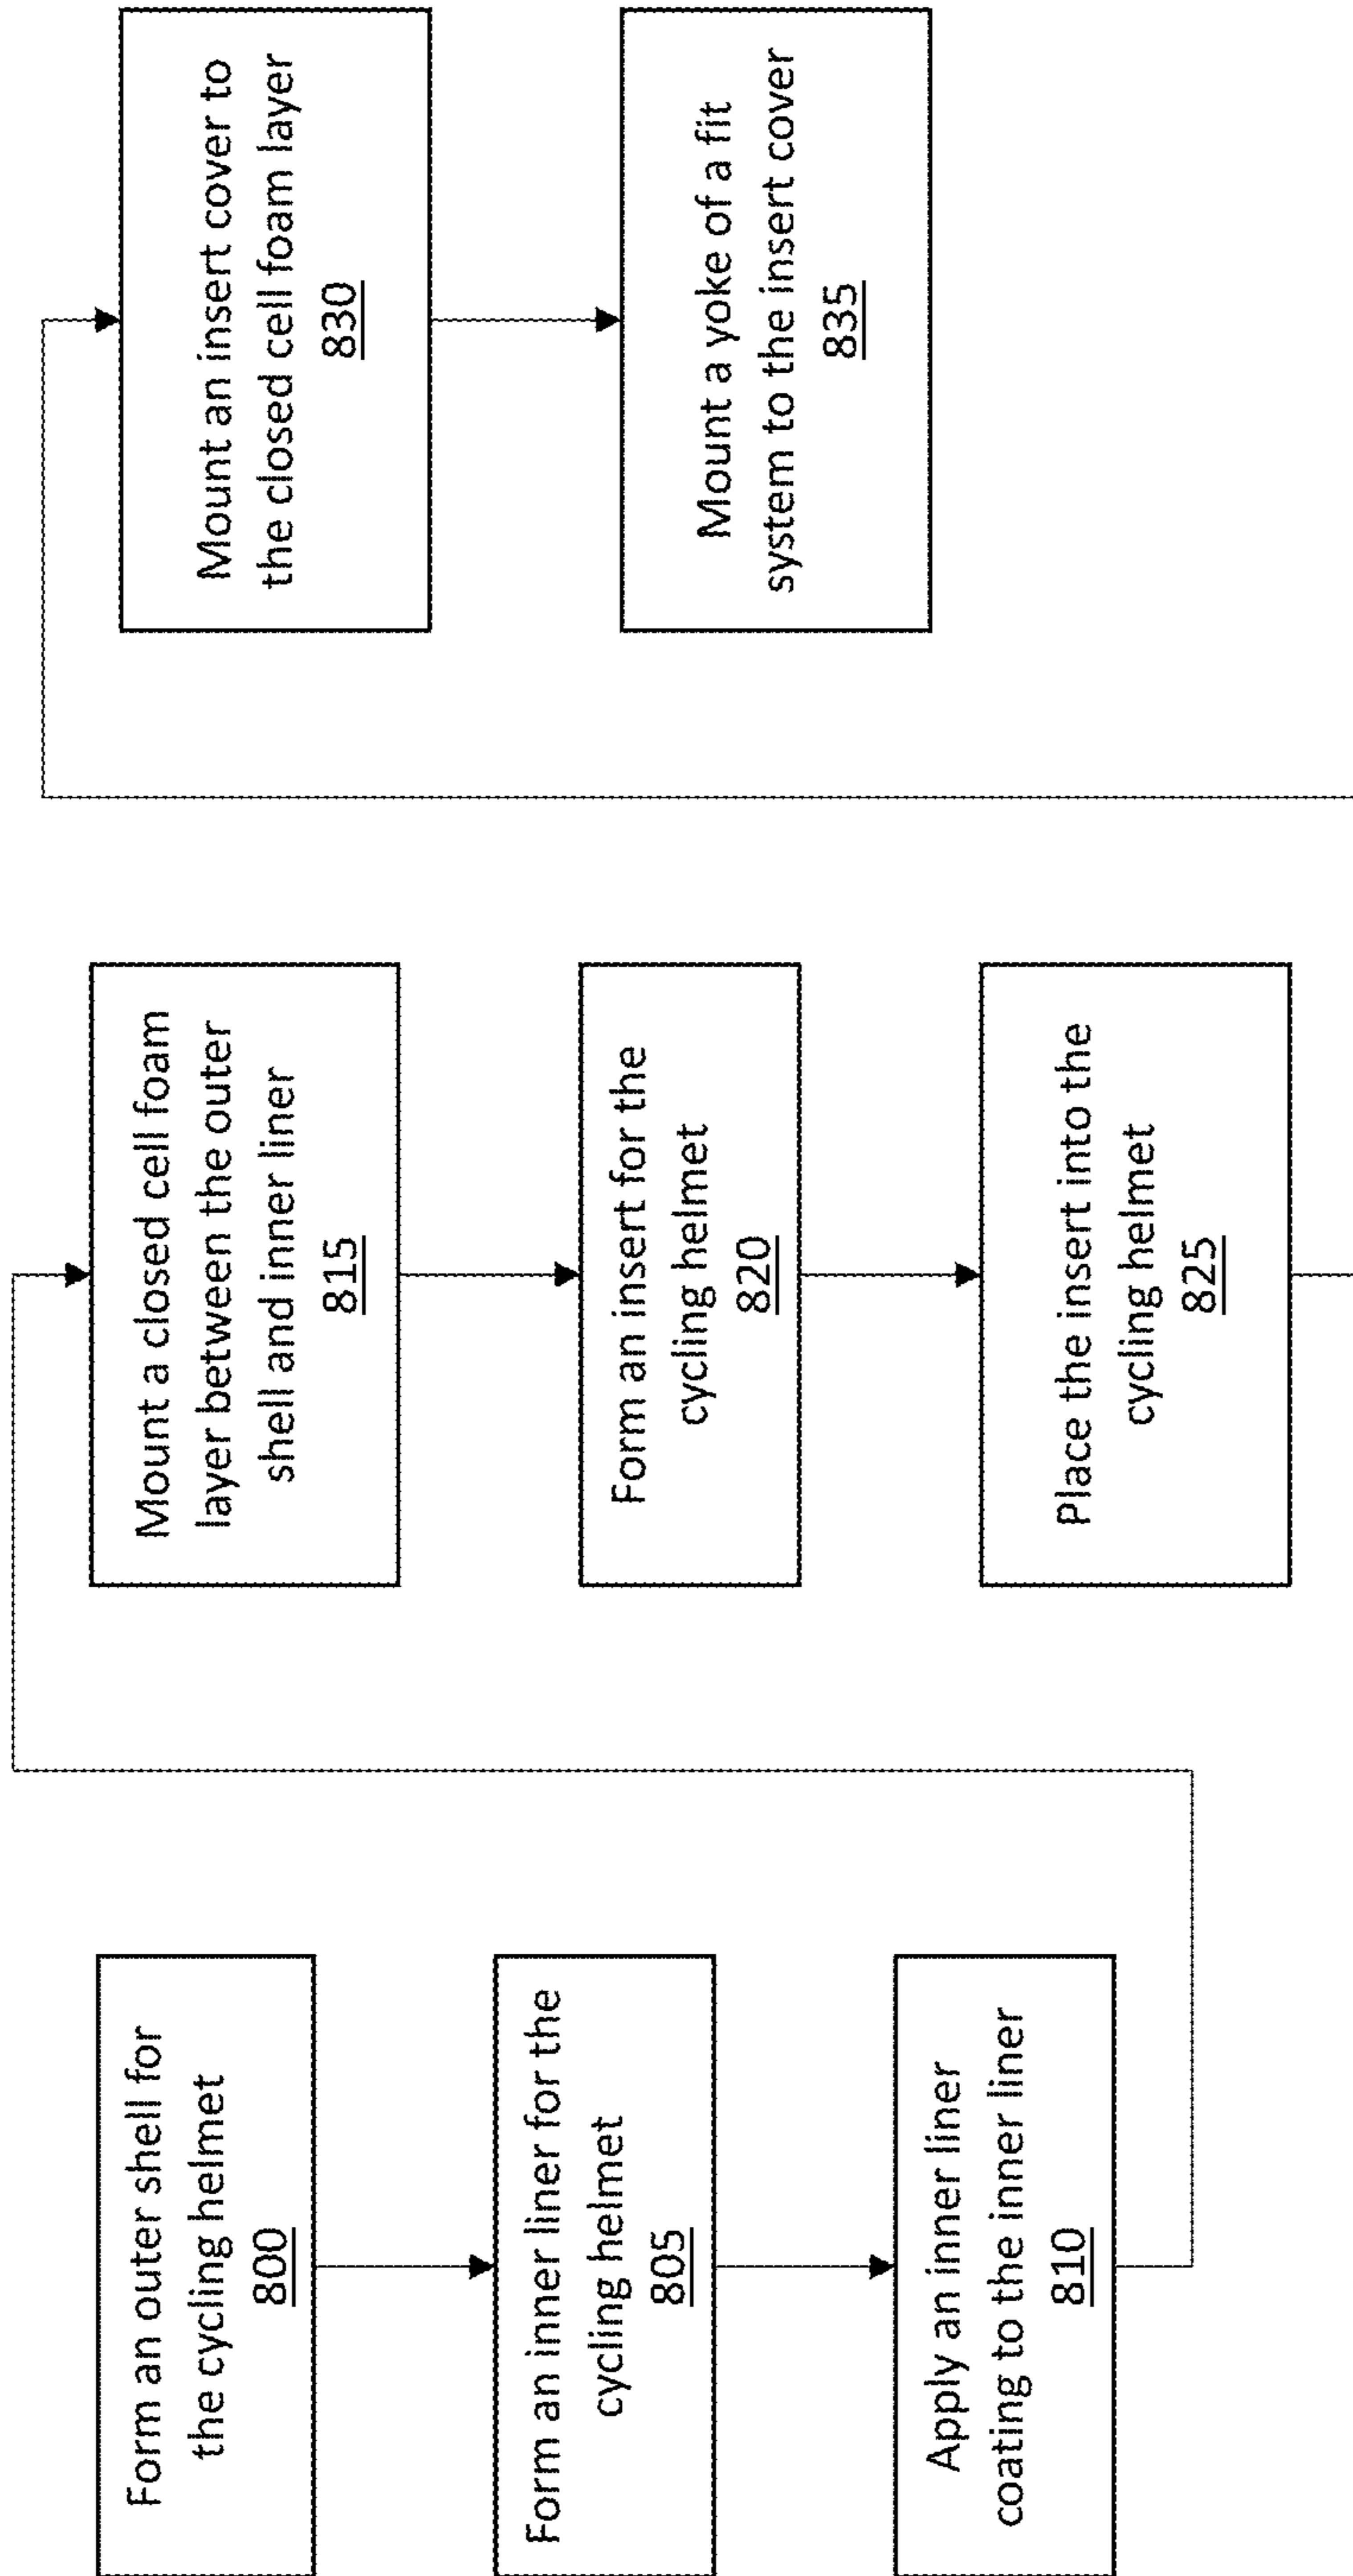 Form an outer shell for
the cycling helmet
800
Form an inner liner for the
cycling helmet
805
Apply an inner liner
coating to the inner liner
810
Mount a closed cell foam
layer between the outer
shell and inner liner
815
Form an insert for the
cycling helmet
820
Place the insert into the
cycling helmet
825
Mount an insert cover to
the closed cell foam layer
830
Mount a yoke of a fit
system to the insert cover
835